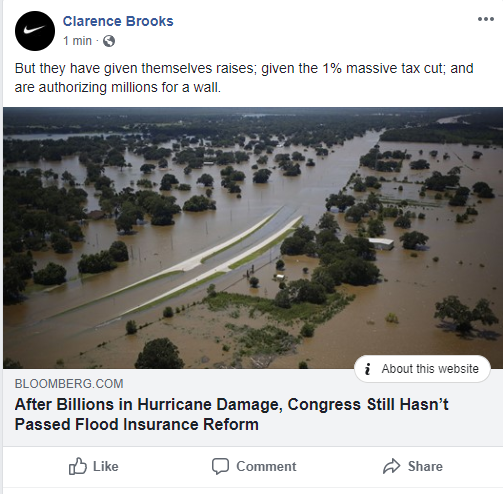 Clarence Brooks
1 min ·
But they have given themselves raises; given the 1% massive tax cut; and
are authorizing millions for a wall.
i About this website
BLOOMBERG.COM
After Billions in Hurricane Damage, Congress Still Hasn’t
Passed Flood Insurance Reform
Like Comment Share